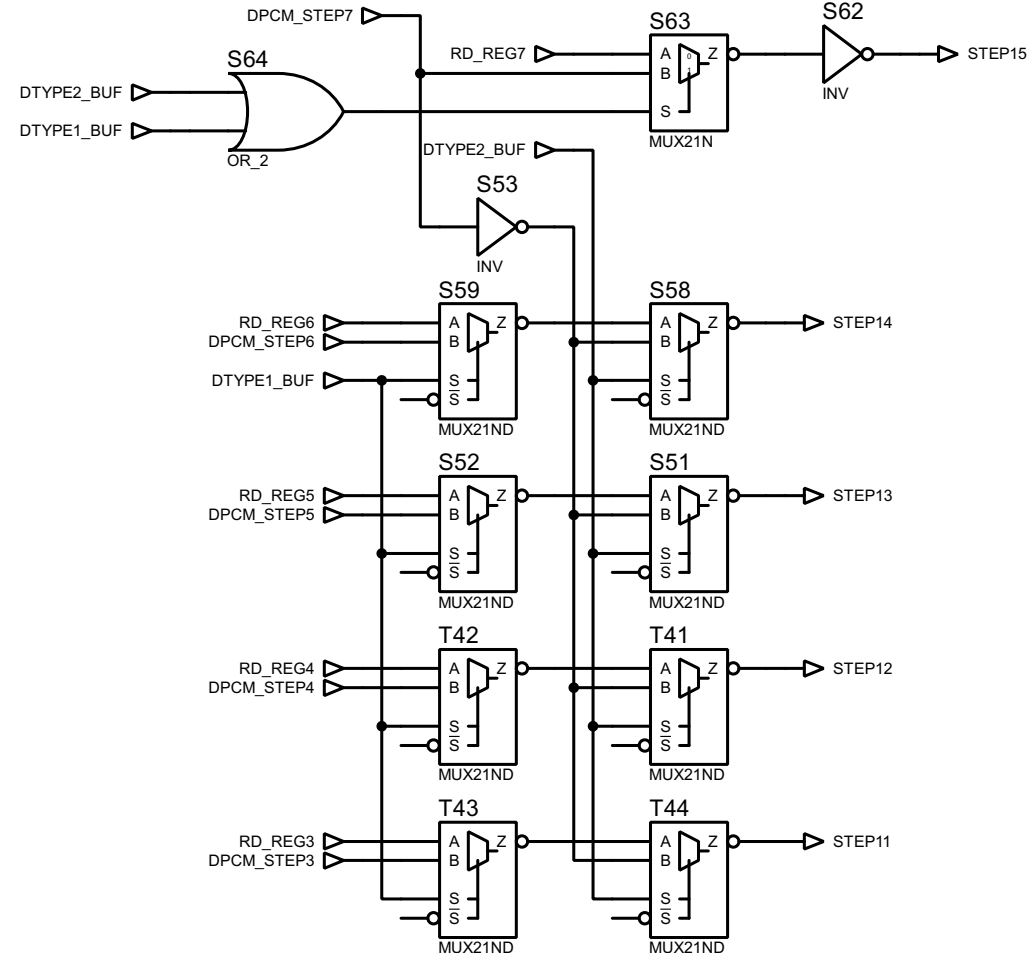 DPCM_STEP7
S63
S62
RD_REG7
A
0
Z
STEP15
B
1
S64
DTYPE2_BUF
S
INV
DTYPE1_BUF
MUX21N
OR_2
DTYPE2_BUF
S53
INV
S59
S58
RD_REG6
A
Z
A
Z
STEP14
DPCM_STEP6
B
B
DTYPE1_BUF
S
S
S
S
MUX21ND
MUX21ND
S52
S51
RD_REG5
A
Z
A
Z
STEP13
DPCM_STEP5
B
B
S
S
S
S
MUX21ND
MUX21ND
T42
T41
RD_REG4
A
Z
A
Z
STEP12
DPCM_STEP4
B
B
S
S
S
S
MUX21ND
MUX21ND
T43
T44
RD_REG3
A
Z
A
Z
STEP11
DPCM_STEP3
B
B
S
S
S
S
MUX21ND
MUX21ND